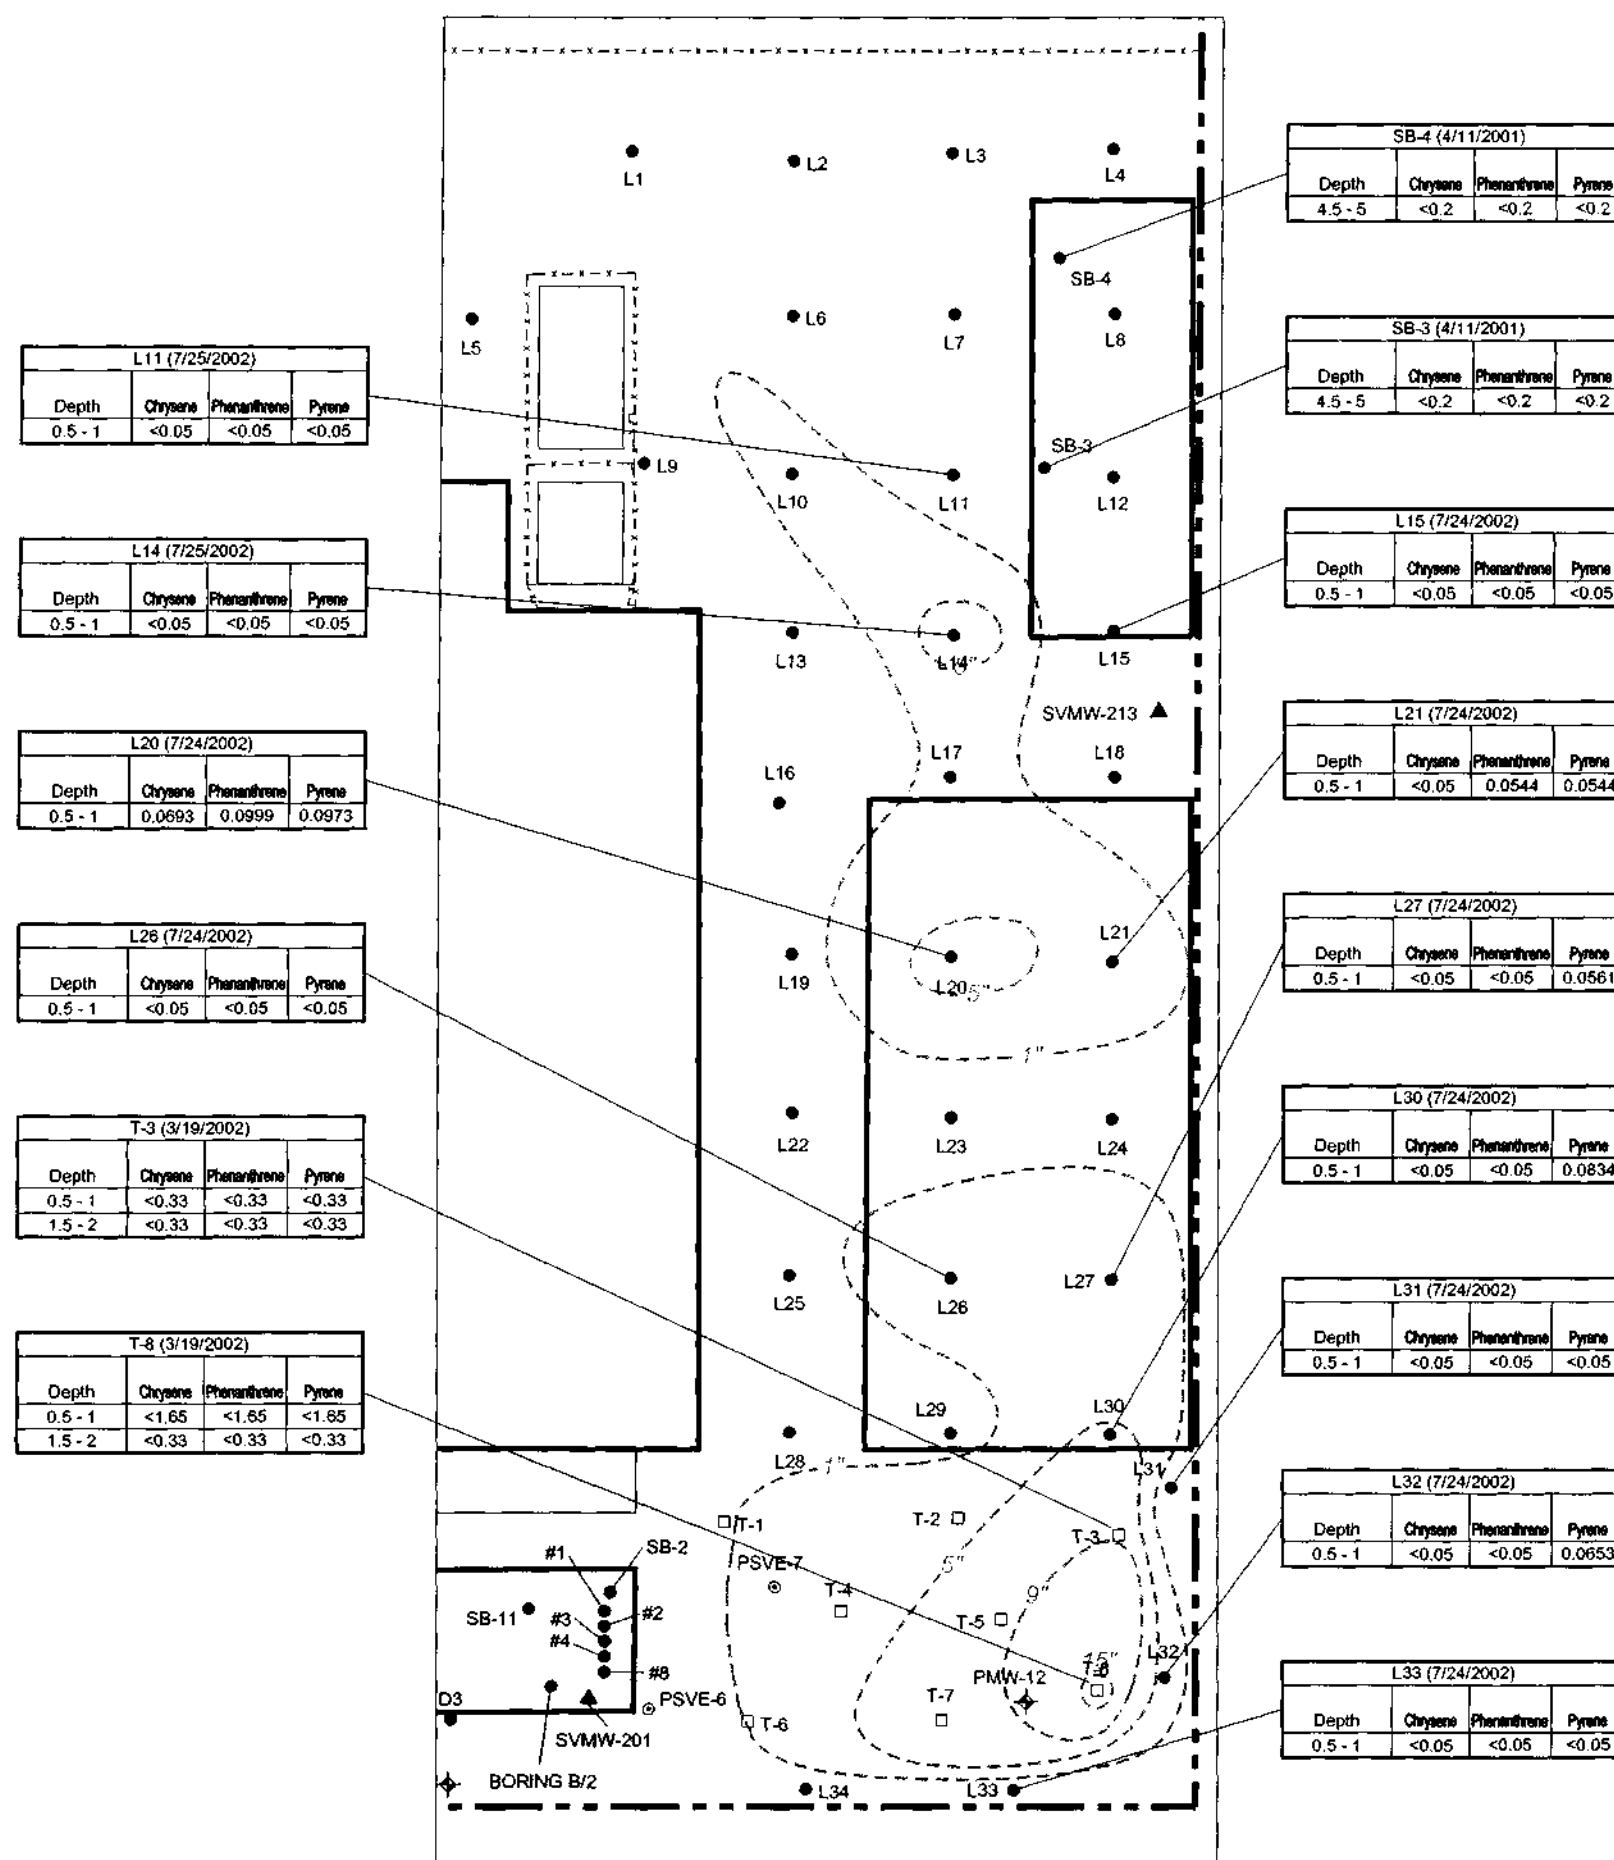 L1
L2
L3
L4
SB-4 (4/11/2001)
Depth Chrysene Phenanthrene Pyrene
4.5 - 5 <0.2 <0.2 <0.2
SB-4
L5
L6
L7
L8
SB-3 (4/11/2001)
Depth Chrysene Phenanthrene Pyrene
4.5 - 5 <0.2 <0.2 <0.2
L11 (7/25/2002)
Depth Chrysene Phenanthrene Pyrene
0.5 - 1 <0.05 <0.05 <0.05
SB-3
L9
L10
L11
L12
L15 (7/24/2002)
Depth Chrysene Phenanthrene Pyrene
0.5 - 1 <0.05 <0.05 <0.05
L14 (7/25/2002)
Depth Chrysene Phenanthrene Pyrene
0.5 - 1 <0.05 <0.05 <0.05
L13
L14
L15
SVMW-213
L21 (7/24/2002)
Depth Chrysene Phenanthrene Pyrene
0.5 - 1 <0.05 0.0544 0.0544
L20 (7/24/2002)
Depth Chrysene Phenanthrene Pyrene
0.5 - 1 0.0693 0.0999 0.0973
L16
L17
L18
L27 (7/24/2002)
Depth Chrysene Phenanthrene Pyrene
0.5 - 1 <0.05 <0.05 0.0561
L26 (7/24/2002)
Depth Chrysene Phenanthrene Pyrene
0.5 - 1 <0.05 <0.05 <0.05
L19
L20
5"
L21
1"
L30 (7/24/2002)
Depth Chrysene Phenanthrene Pyrene
0.5 - 1 <0.05 <0.05 0.0834
T-3 (3/19/2002)
Depth Chrysene Phenanthrene Pyrene
0.5 - 1 <0.33 <0.33 <0.33
1.5 - 2 <0.33 <0.33 <0.33
L22
L23
L24
L25
L26
L27
L31 (7/24/2002)
Depth Chrysene Phenanthrene Pyrene
0.5 - 1 <0.05 <0.05 <0.05
T-8 (3/19/2002)
Depth Chrysene Phenanthrene Pyrene
0.5 - 1 <1.65 <1.65 <1.65
1.5 - 2 <0.33 <0.33 <0.33
L28
L29
L30
L31
1"
L32 (7/24/2002)
Depth Chrysene Phenanthrene Pyrene
0.5 - 1 <0.05 <0.05 0.0653
T-1
T-2
T-3
#1
SB-2
PSVE-7
T-4
5"
9"
SB-11
#3
#2
#4
#8
T-5
15"
L32
PMW-12
L33 (7/24/2002)
Depth Chrysene Phenanthrene Pyrene
0.5 - 1 <0.05 <0.05 <0.05
D3
PSVE-6
T-6
T-7
SVMW-201
BORING B/2
L34
L33